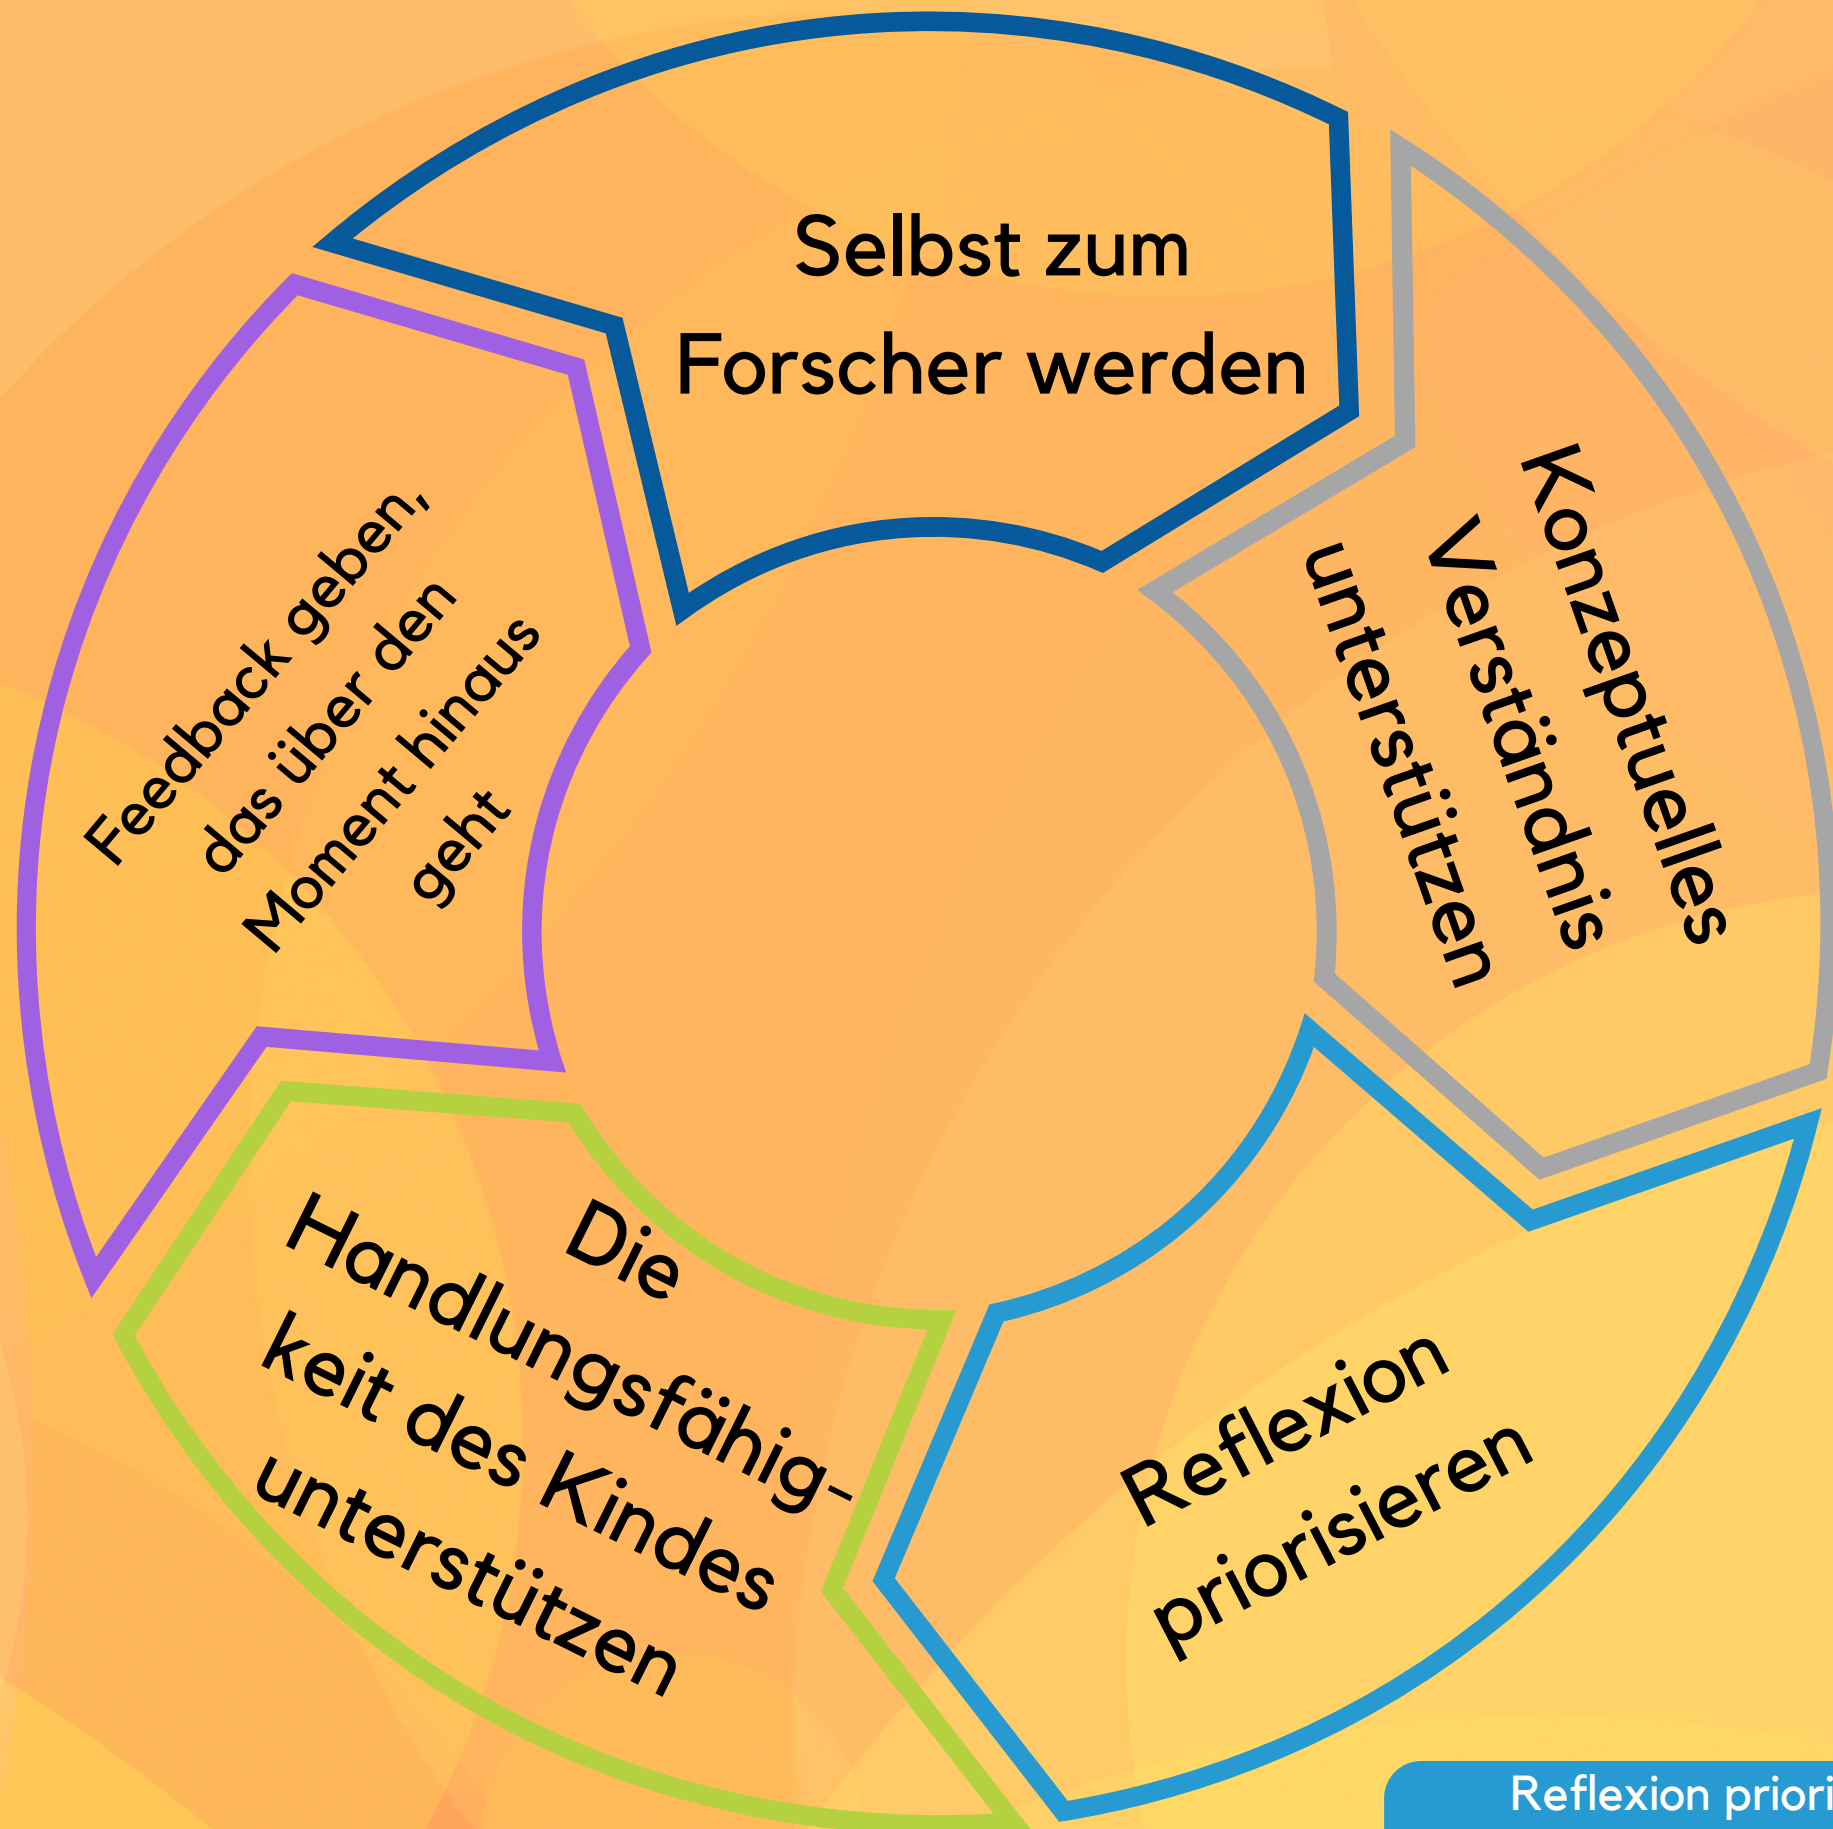 Selbst zum
Forscher werden
Konzeptuelles
Verständnis
unterstützen
Reflexion
priorisieren
Die
Handlungsfähig-
keit des Kindes
unterstützen
Feedback geben,
das über den
Moment hinaus
geht
Reflexion priori